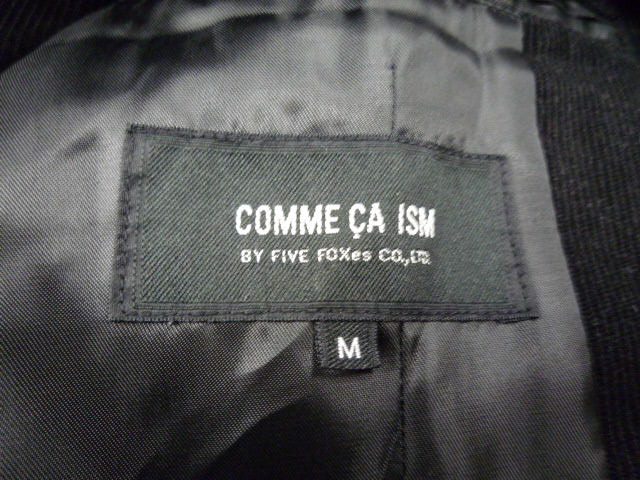 COMME ÇA ISM
BY FIVE FOXes CO.,LTD.
M